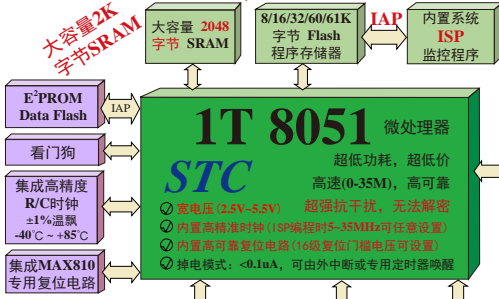 大容量2K
字节SRAM
大容量 2048
字节 SRAM
8/16/32/60/61K
字节 Flash
程序存储器
IAP
内置系统
ISP
监控程序
E²PROM
Data Flash
IAP
看门狗
集成高精度
R/C时钟
±1%温飘
-40℃ ~ +85℃
集成MAX810
专用复位电路
1T 8051 微处理器
STC
超低功耗，超低价
高速(0-35M)，高可靠
宽电压(2.5V~5.5V) 超强抗干扰，无法解密
内置高精准时钟(ISP编程时5~35MHz可任意设置)
内置高可靠复位电路(16级复位门槛电压可设置)
掉电模式：<0.1uA，可由外中断或专用定时器唤醒